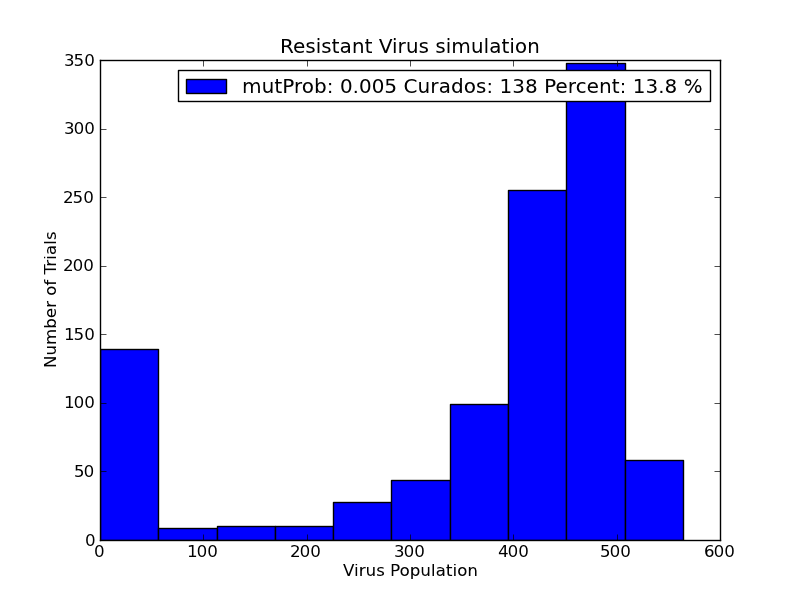 Resistant Virus simulation
mutProb: 0.005 Curados: 138 Percent: 13.8 %
350
300
250
200
150
100
50
0
Number of Trials
0 100 200 300 400 500 600
Virus Population